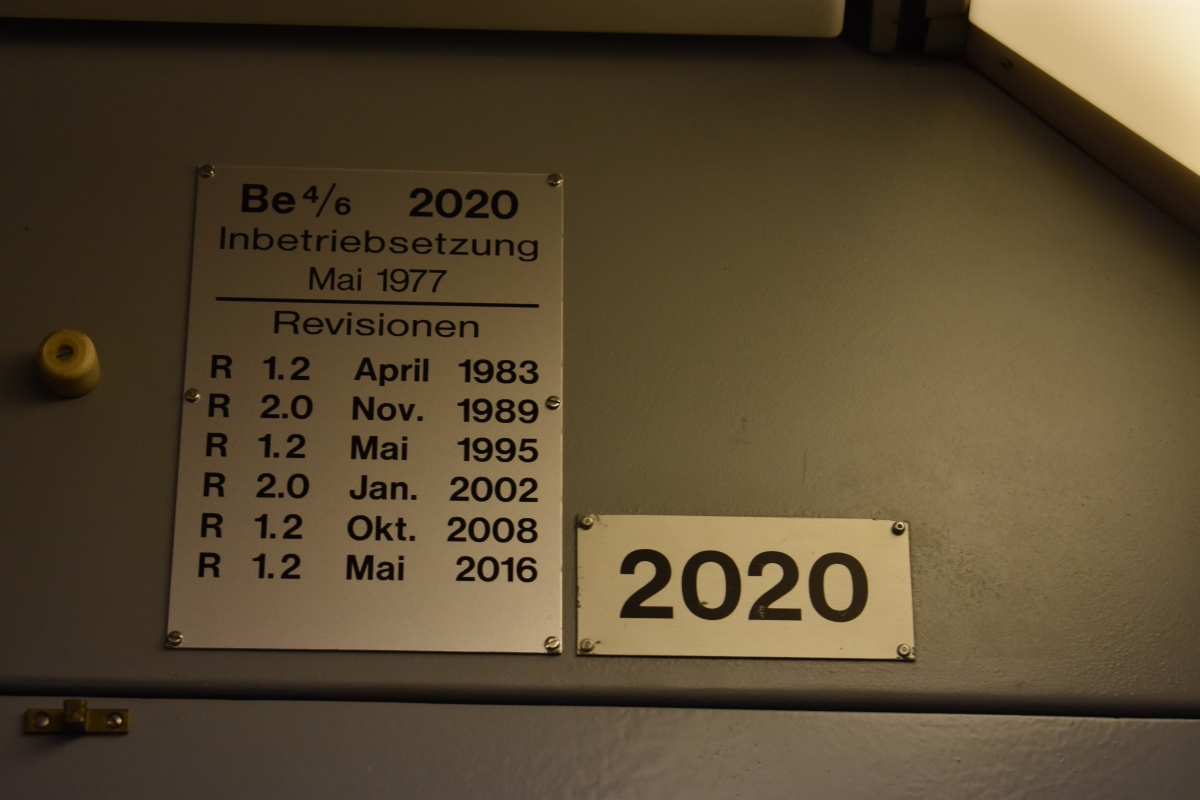 Be 4/6 2020
Inbetriebsetzung
Mai 1977
Revisionen
R 1.2 April 1983
R 2.0 Nov. 1989
R 1.2 Mai 1995
R 2.0 Jan. 2002
R 1.2 Okt. 2008
R 1.2 Mai 2016
2020